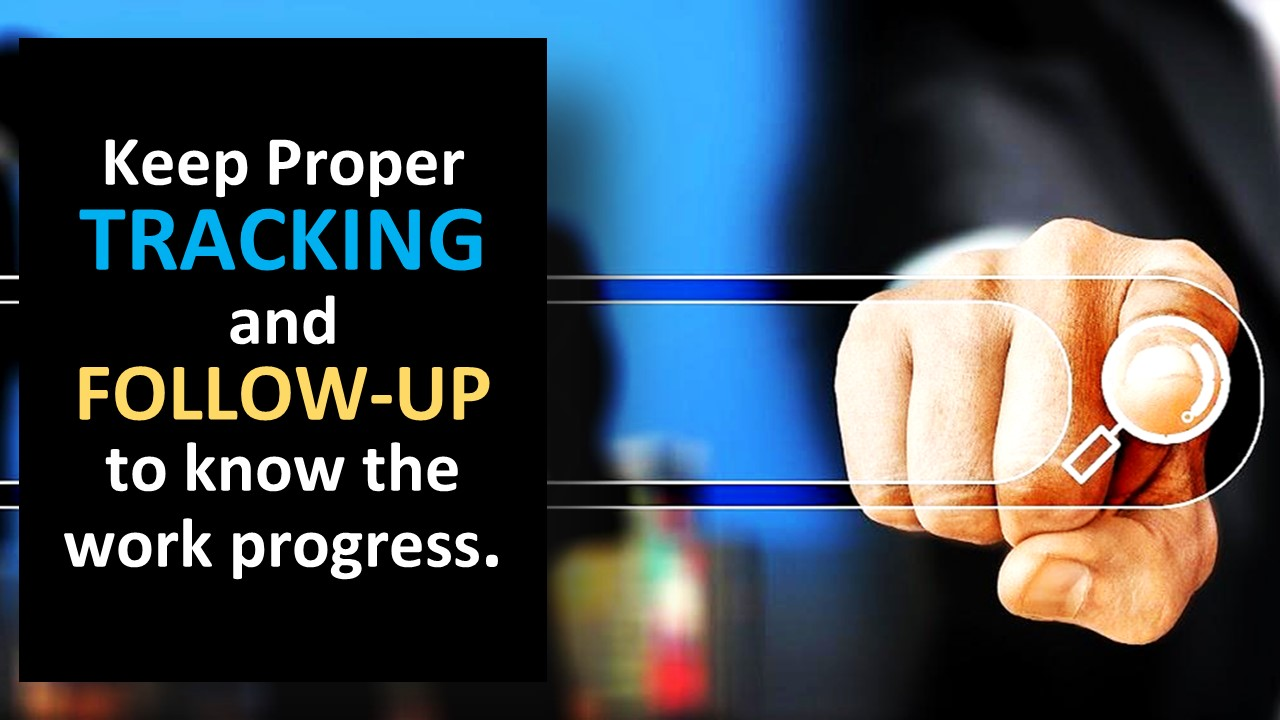 Keep Proper
TRACKING
and
FOLLOW-UP
to know the
work progress.